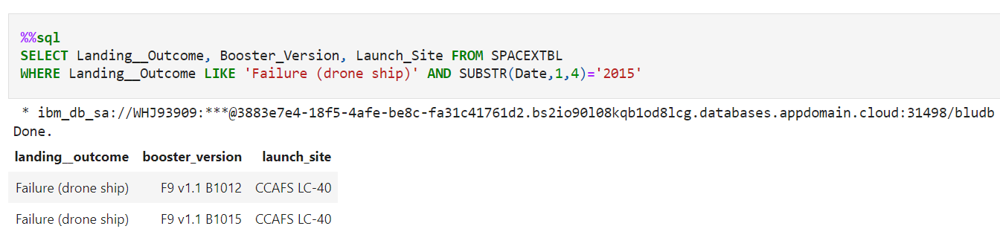 %%sql
SELECT Landing__Outcome, Booster_Version, Launch_Site FROM SPACEXTBL
WHERE Landing__Outcome LIKE 'Failure (drone ship)' AND SUBSTR(Date,1,4)='2015'
* ibm_db_sa://WHJ93909:***@3883e7e4-18f5-4afe-be8c-fa31c41761d2.bs2io90l08kqb1od8lcg.databases.appdomain.cloud:31498/bludb
Done.
landing__outcome booster_version launch_site
Failure (drone ship) F9 v1.1 B1012 CCAFS LC-40
Failure (drone ship) F9 v1.1 B1015 CCAFS LC-40